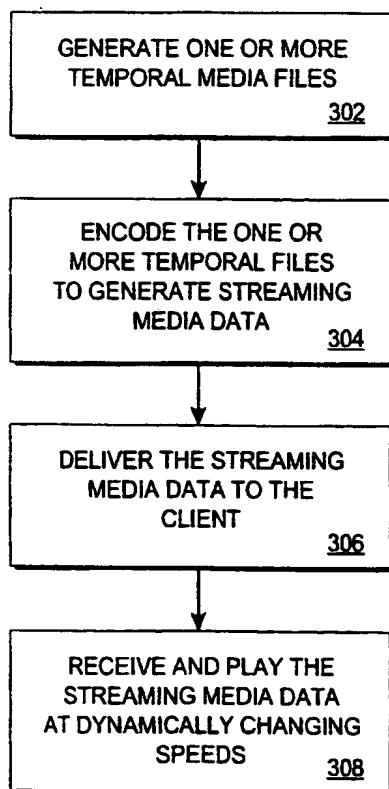 GENERATE ONE OR MORE
TEMPORAL MEDIA FILES
302
ENCODE THE ONE OR
MORE TEMPORAL FILES
TO GENERATE STREAMING
MEDIA DATA
304
DELIVER THE STREAMING
MEDIA DATA TO THE
CLIENT
306
RECEIVE AND PLAY THE
STREAMING MEDIA DATA
AT DYNAMICALLY CHANGING
SPEEDS
308